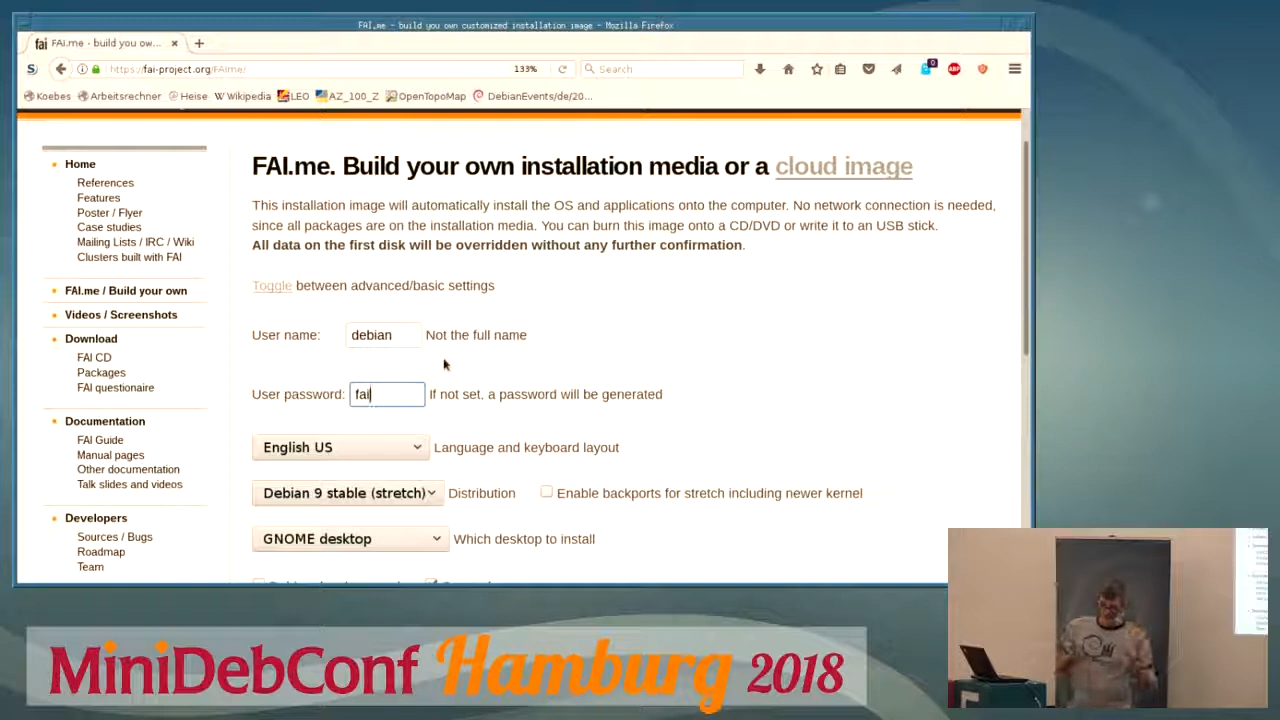 FAI.me - build you own customized installation image - Mozilla Firefox
fai FAI.me - build you ow... × +
https://fai-project.org/FAIme/ 133% Search 0 ABP
Koebes Arbeitsrechner Heise W Wikipedia LEO AZ_100_Z OpenTopoMap DebianEvents/de/20...
Home
References
Features
Poster / Flyer
Case studies
Mailing Lists / IRC / Wiki
Clusters built with FAI
FAI.me / Build your own
Videos / Screenshots
Download
FAI CD
Packages
FAI questionaire
Documentation
FAI Guide
Manual pages
Other documentation
Talk slides and videos
Developers
Sources / Bugs
Roadmap
Team
FAI.me. Build your own installation media or a cloud image
This installation image will automatically install the OS and applications onto the computer. No network connection is needed,
since all packages are on the installation media. You can burn this image onto a CD/DVD or write it to an USB stick.
All data on the first disk will be overridden without any further confirmation.
Toggle between advanced/basic settings
User name: debian Not the full name
User password: fai If not set, a password will be generated
English US Language and keyboard layout
Debian 9 stable (stretch) Distribution Enable backports for stretch including newer kernel
GNOME desktop Which desktop to install
MiniDebConf Hamburg 2018